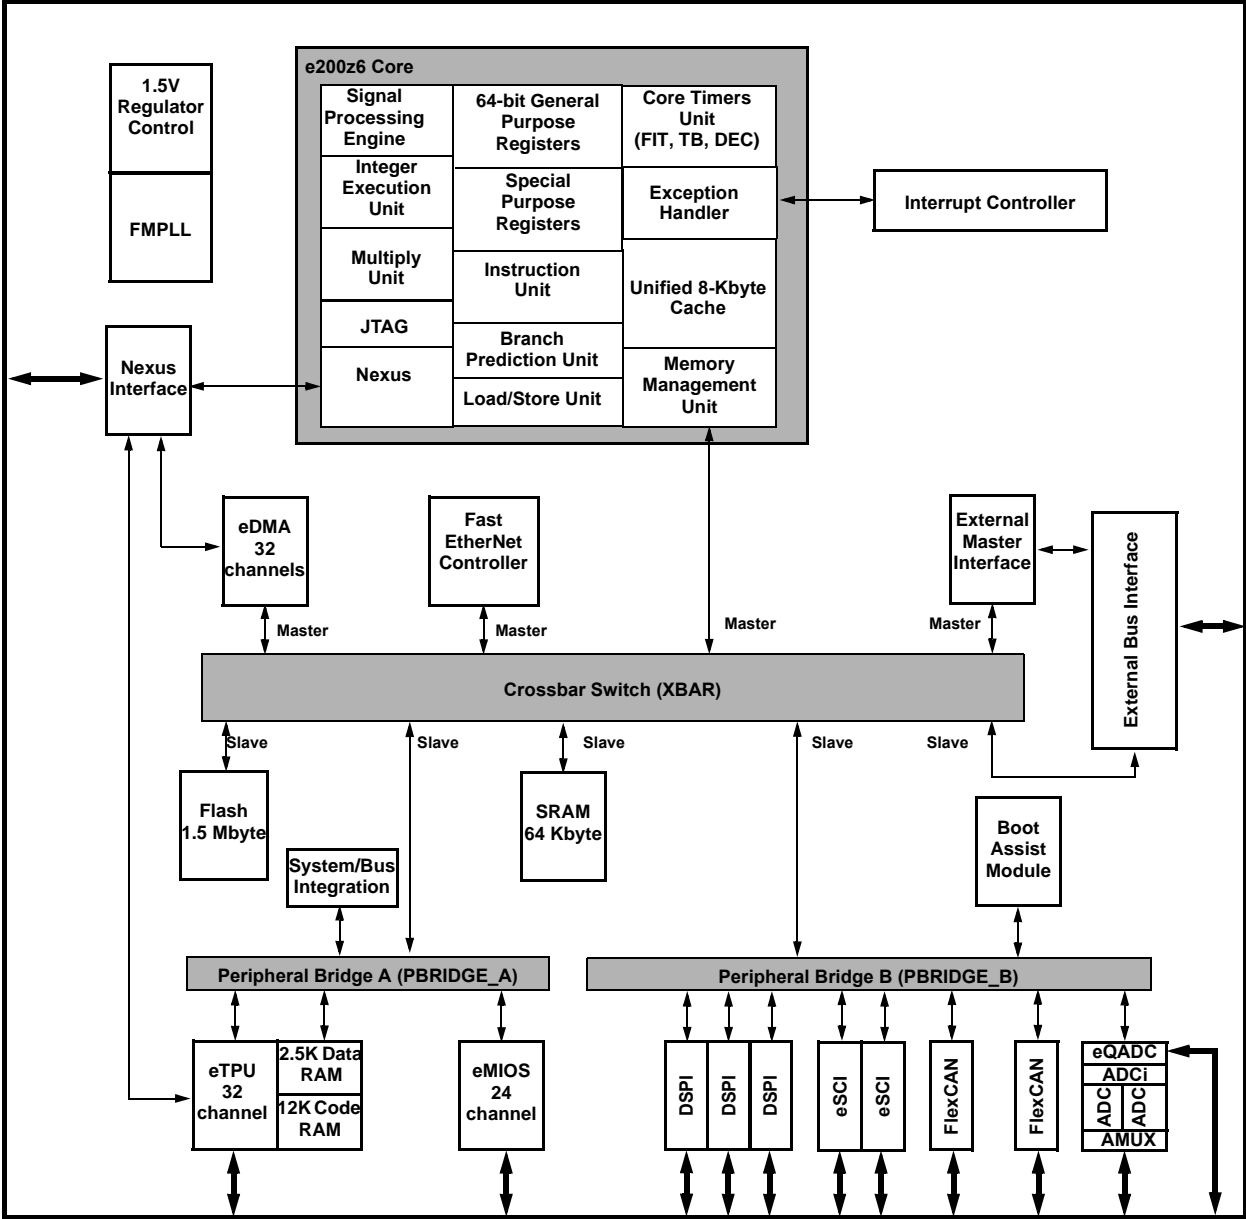 e200z6 Core
1.5V
Regulator
Control
FMPLL
Signal
Processing
Engine
Integer
Execution
Unit
Multiply
Unit
JTAG
Nexus
64-bit General
Purpose
Registers
Special
Purpose
Registers
Instruction
Unit
Branch
Prediction Unit
Load/Store Unit
Core Timers
Unit
(FIT, TB, DEC)
Exception
Handler
Unified 8-Kbyte
Cache
Memory
Management
Unit
Interrupt Controller
Nexus
Interface
eDMA
32
channels
Fast
EtherNet
Controller
External
Master
Interface
External Bus Interface
Master
Master
Master
Master
Crossbar Switch (XBAR)
Slave
Slave
Slave
Slave
Slave
Flash
1.5 Mbyte
SRAM
64 Kbyte
Boot
Assist
Module
System/Bus
Integration
Peripheral Bridge A (PBRIDGE_A)
Peripheral Bridge B (PBRIDGE_B)
eTPU
32
channel
2.5K Data
RAM
12K Code
RAM
eMIOS
24
channel
DSPI
DSPI
DSPI
eSCI
eSCI
FlexCAN
FlexCAN
eQADC
ADCi
ADC
ADC
AMUX